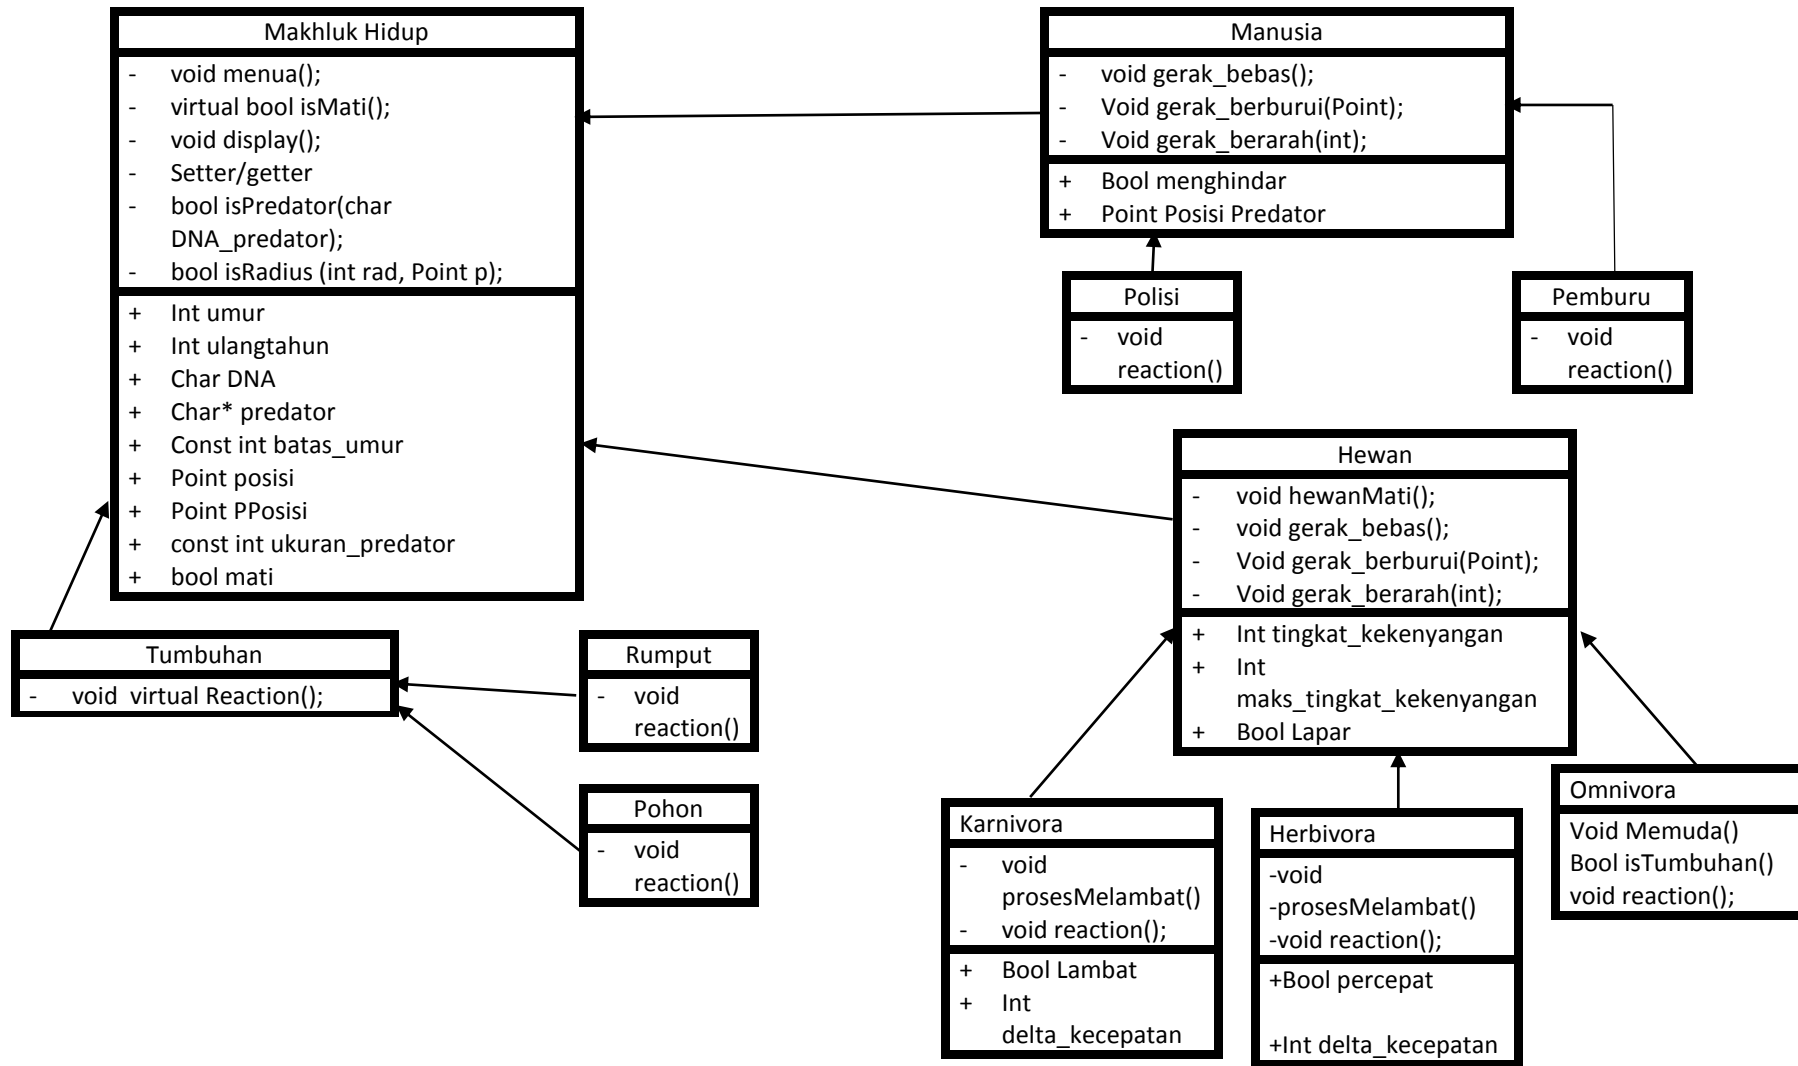 Makhluk Hidup
- void menua();
- virtual bool isMati();
- void display();
- Setter/getter
- bool isPredator(char
DNA_predator);
- bool isRadius (int rad, Point p);
+ Int umur
+ Int ulangtahun
+ Char DNA
+ Char* predator
+ Const int batas_umur
+ Point posisi
+ Point PPosisi
+ const int ukuran_predator
+ bool mati
Manusia
- void gerak_bebas();
- Void gerak_berburui(Point);
- Void gerak_berarah(int);
+ Bool menghindar
+ Point Posisi Predator
Polisi
- void
reaction()
Pemburu
- void
reaction()
Hewan
- void hewanMati();
- void gerak_bebas();
- Void gerak_berburui(Point);
- Void gerak_berarah(int);
+ Int tingkat_kekenyangan
+ Int
maks_tingkat_kekenyangan
+ Bool Lapar
Tumbuhan
- void  virtual Reaction();
Rumput
- void
reaction()
Pohon
- void
reaction()
Karnivora
- void
prosesMelambat()
- void reaction();
+ Bool Lambat
+ Int
delta_kecepatan
Herbivora
-void
-prosesMelambat()
-void reaction();
+Bool percepat
+Int delta_kecepatan
Omnivora
Void Memuda()
Bool isTumbuhan()
void reaction();